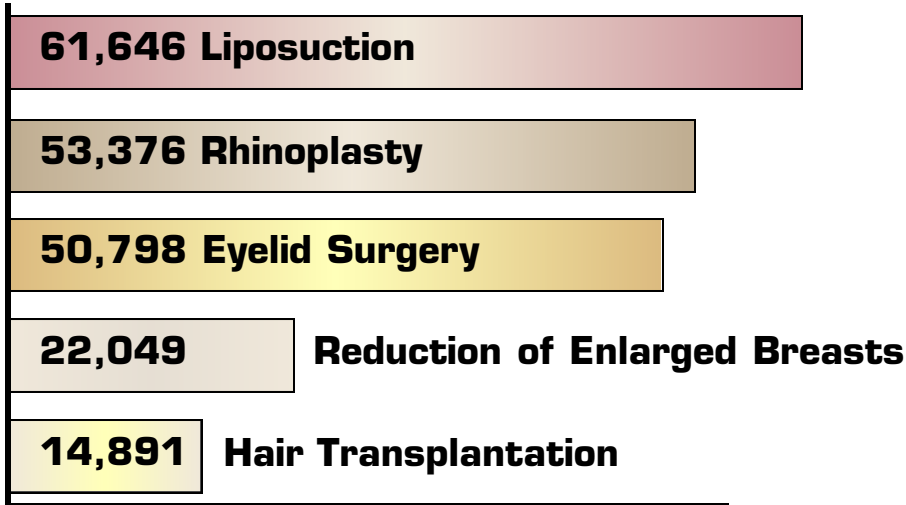 61,646 Liposuction
53,376 Rhinoplasty
50,798 Eyelid Surgery
22,049 Reduction of Enlarged Breasts
14,891 Hair Transplantation